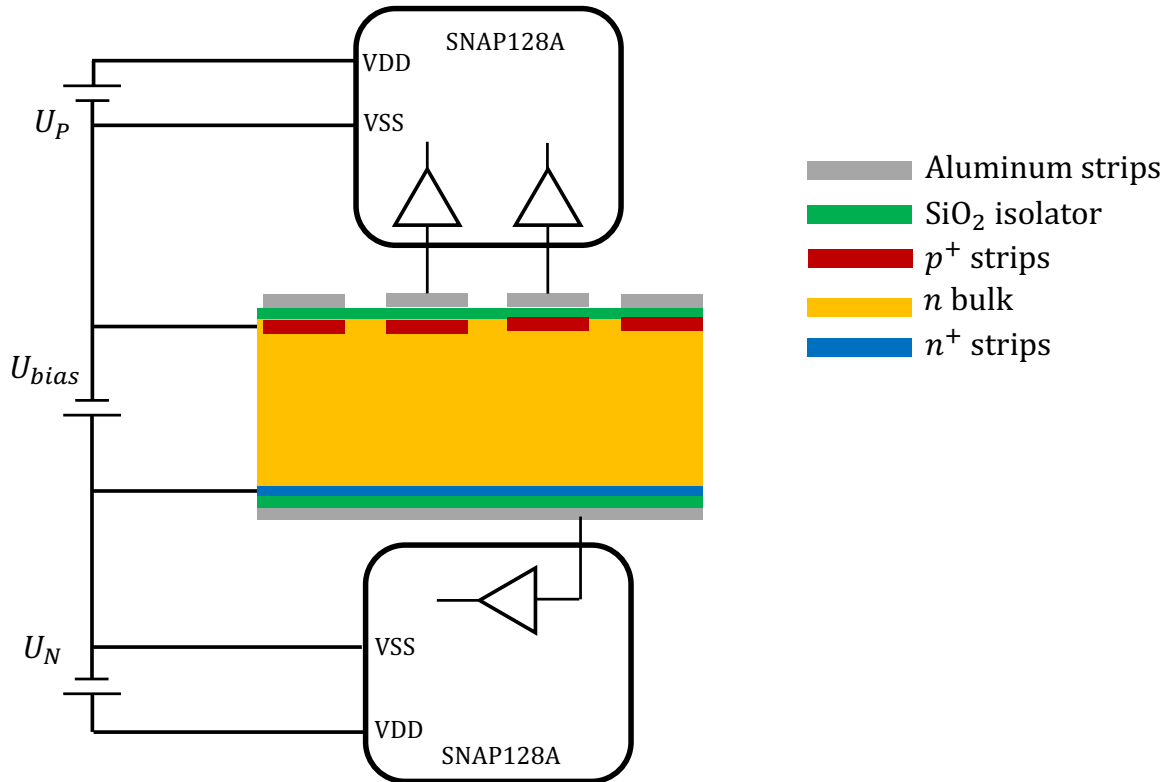 SNAP128A
VDD
U_P
VSS
Aluminum strips
SiO₂ isolator
p⁺ strips
n bulk
n⁺ strips
U_bias
U_N
VSS
VDD
SNAP128A